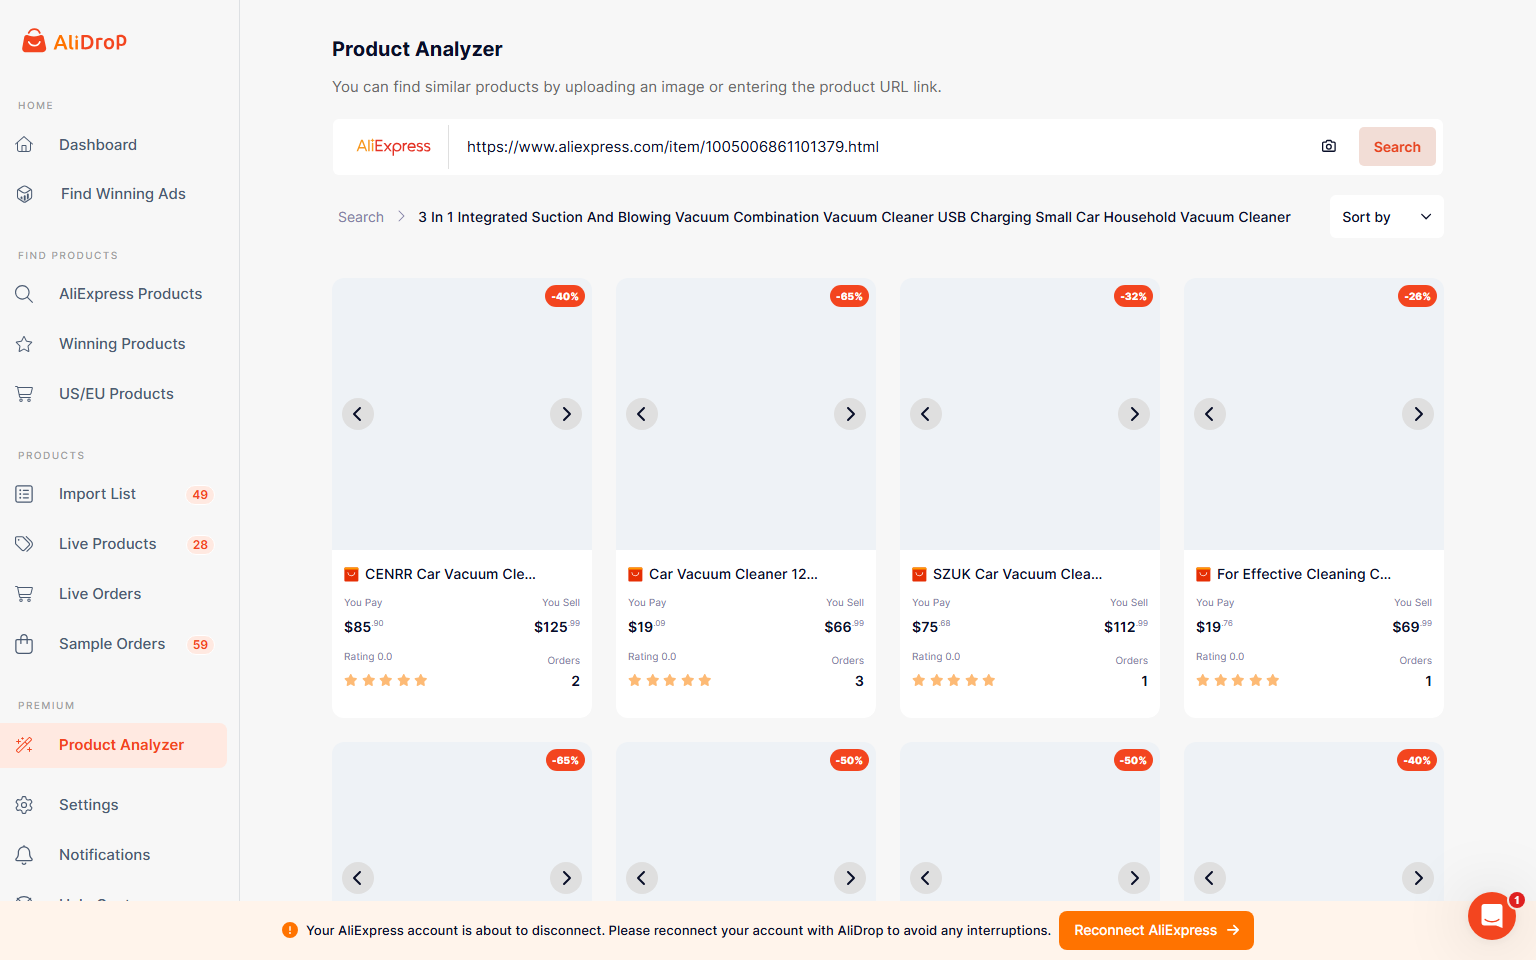 AliDrop
HOME
Dashboard
Find Winning Ads
FIND PRODUCTS
AliExpress Products
Winning Products
US/EU Products
PRODUCTS
Import List 49
Live Products 28
Live Orders
Sample Orders 59
PREMIUM
Product Analyzer
Settings
Notifications
Product Analyzer
You can find similar products by uploading an image or entering the product URL link.
AliExpress https://www.aliexpress.com/item/1005006861101379.html Search
Search 3 In 1 Integrated Suction And Blowing Vacuum Combination Vacuum Cleaner USB Charging Small Car Household Vacuum Cleaner Sort by
-40%
CENRR Car Vacuum Cle...
You Pay You Sell
$85.90 $125.99
Rating 0.0 Orders
2
-65%
Car Vacuum Cleaner 12...
You Pay You Sell
$19.09 $66.99
Rating 0.0 Orders
3
-32%
SZUK Car Vacuum Clea...
You Pay You Sell
$75.68 $112.99
Rating 0.0 Orders
1
-26%
For Effective Cleaning C...
You Pay You Sell
$19.76 $69.99
Rating 0.0 Orders
1
-65%
-50%
-50%
-40%
Your AliExpress account is about to disconnect. Please reconnect your account with AliDrop to avoid any interruptions. Reconnect AliExpress
1